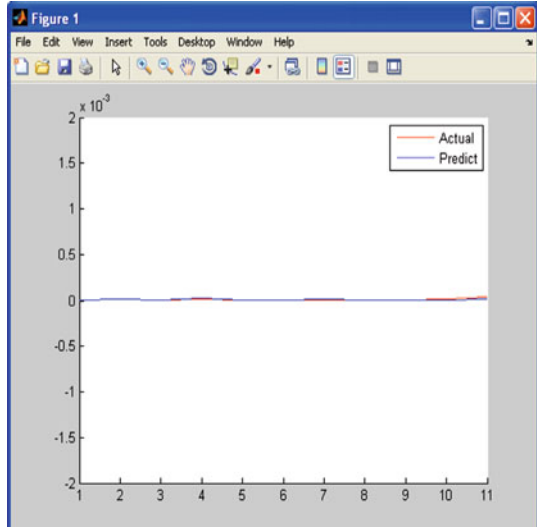 Figure 1
File Edit View Insert Tools Desktop Window Help
x 10-3
2
1.5
1
0.5
0
-0.5
-1
-1.5
-2
1 2 3 4 5 6 7 8 9 10 11
Actual
Predict